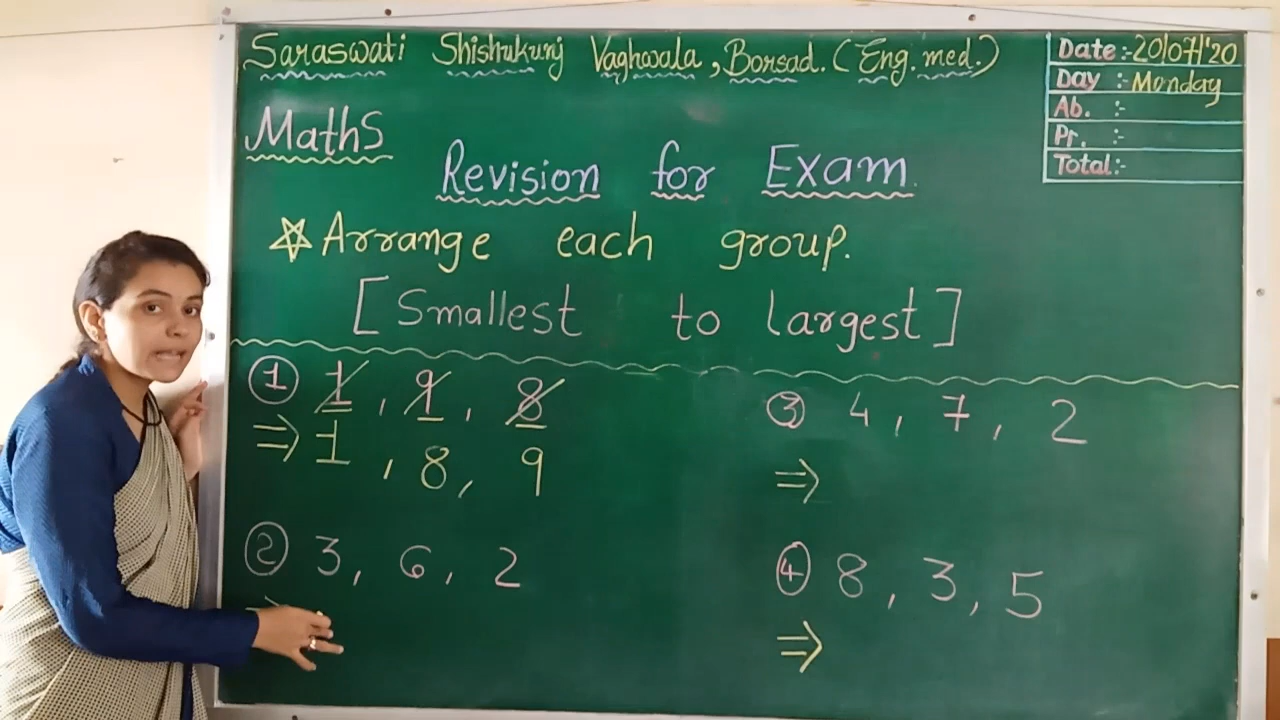 Saraswati Shishukunj Vaghwala, Borsad. (Eng. med.)
Date :- 20/07/'20
Day :- Monday
Ab. :-
Pr. :-
Total:-
Maths
Revision for Exam
☆ Arrange each group.
[Smallest to largest]
① 1, 9, 8
⇒ 1, 8, 9
② 3, 6, 2
⇒
③ 4, 7, 2
⇒
④ 8, 3, 5
⇒